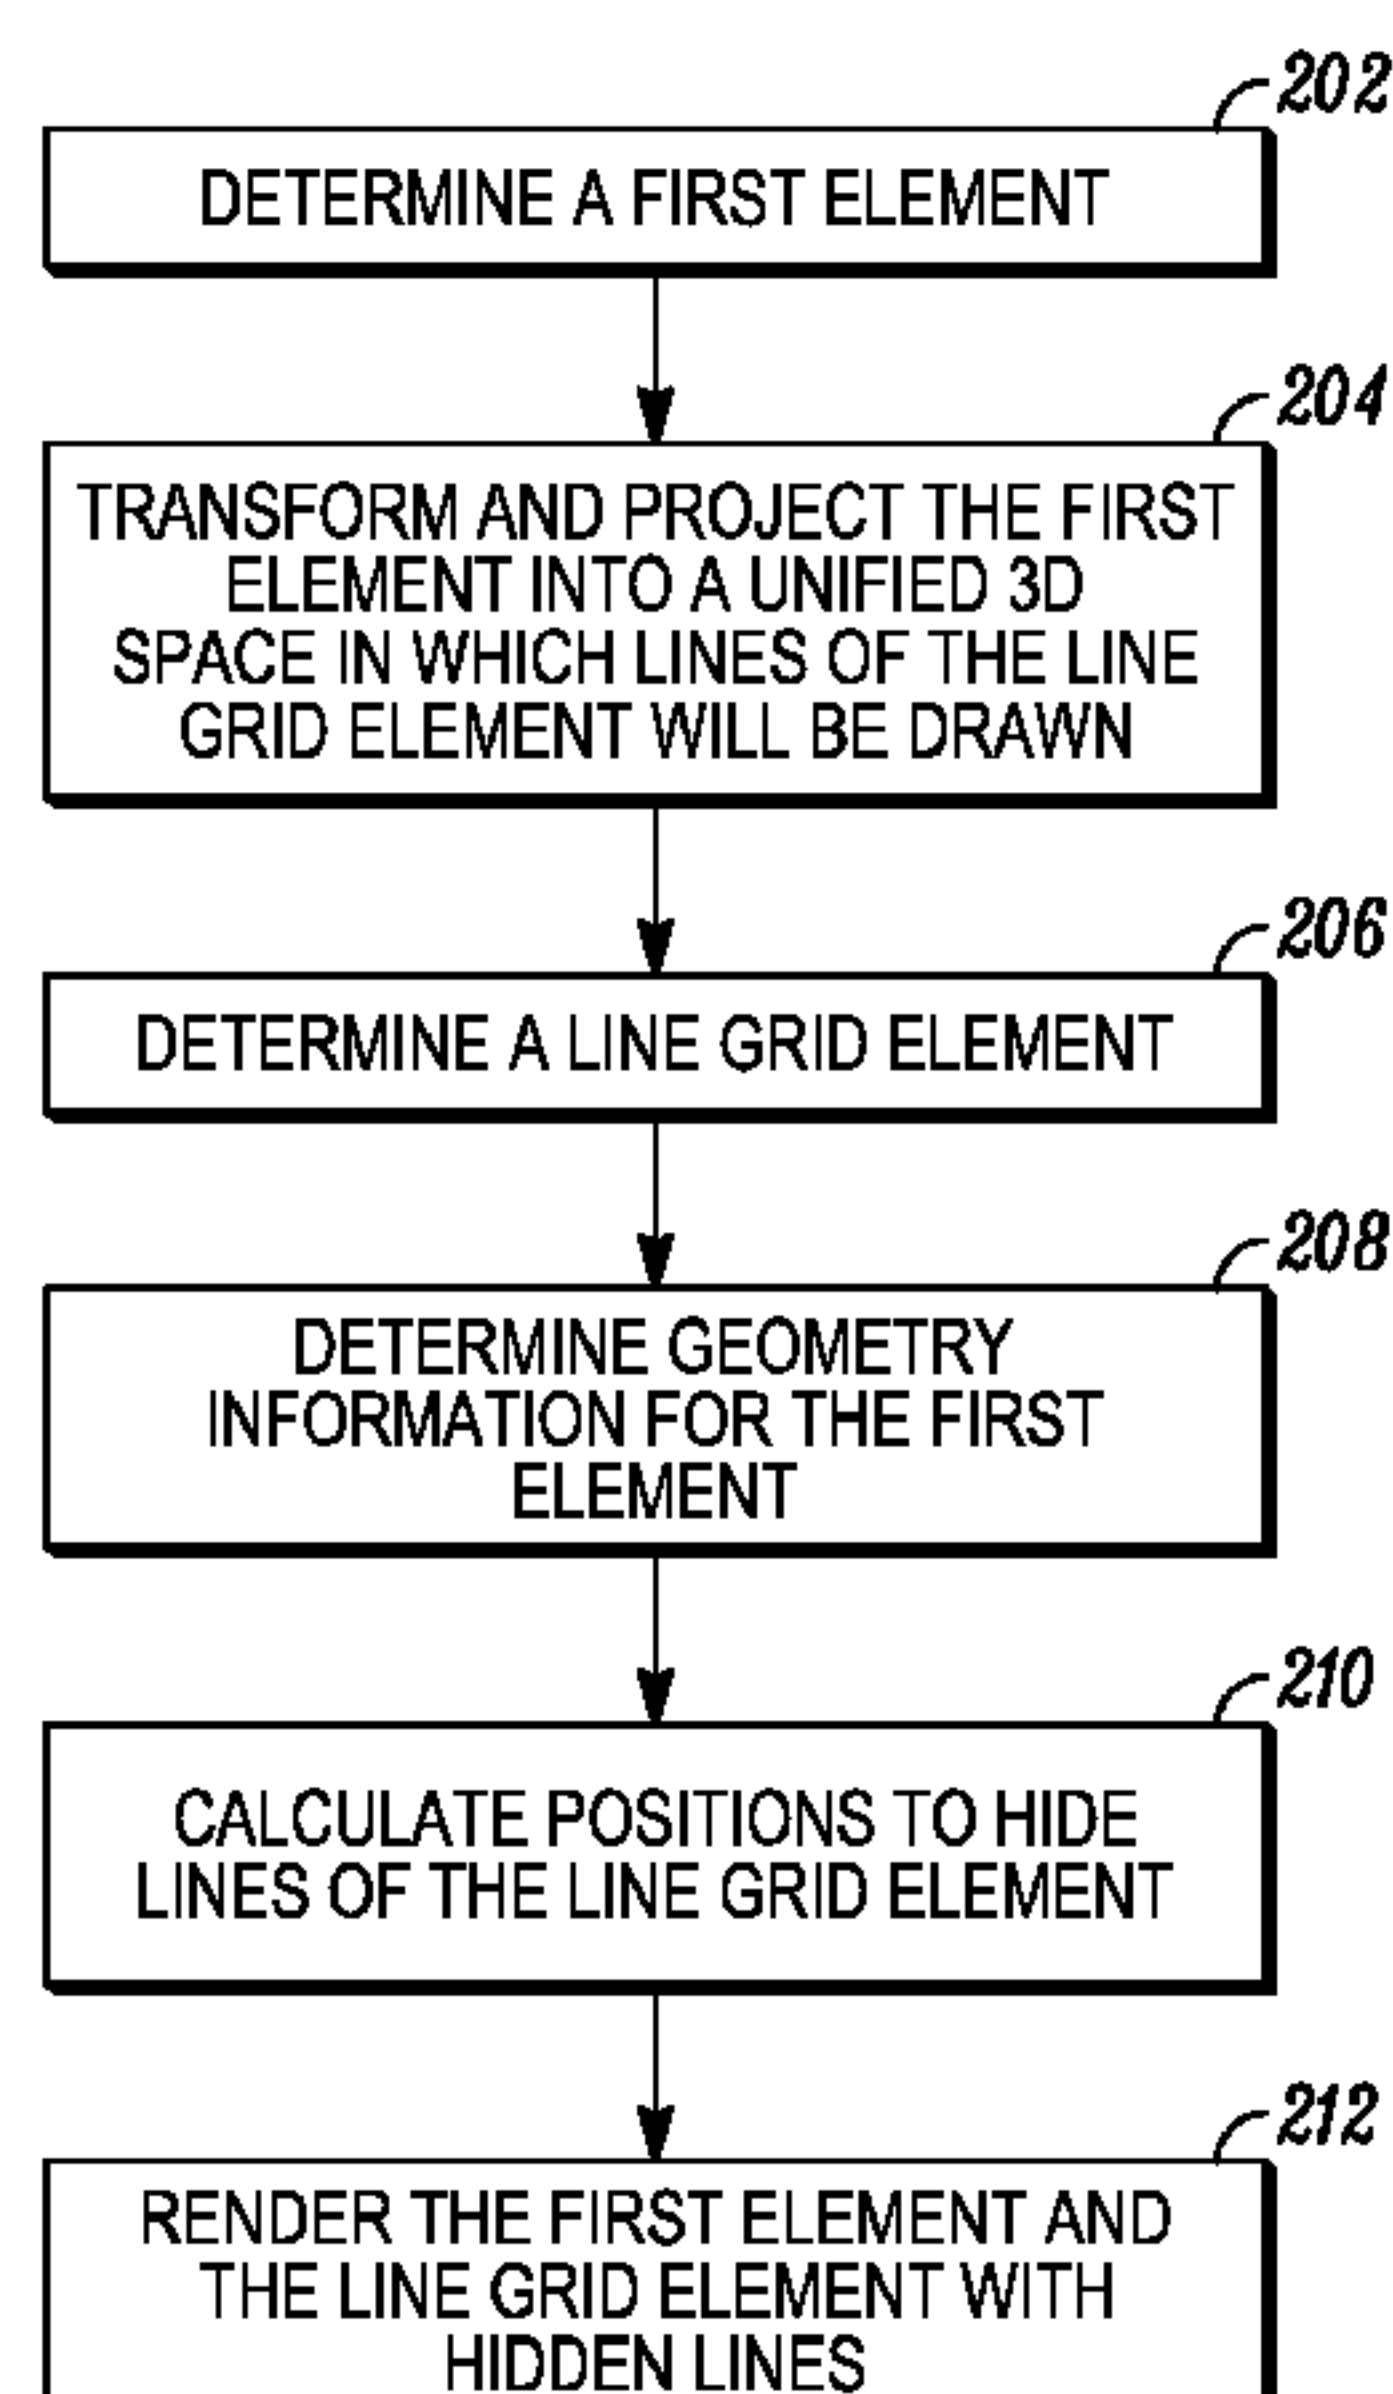 202
DETERMINE A FIRST ELEMENT
204
TRANSFORM AND PROJECT THE FIRST
ELEMENT INTO A UNIFIED 3D
SPACE IN WHICH LINES OF THE LINE
GRID ELEMENT WILL BE DRAWN
206
DETERMINE A LINE GRID ELEMENT
208
DETERMINE GEOMETRY
INFORMATION FOR THE FIRST
ELEMENT
210
CALCULATE POSITIONS TO HIDE
LINES OF THE LINE GRID ELEMENT
212
RENDER THE FIRST ELEMENT AND
THE LINE GRID ELEMENT WITH
HIDDEN LINES